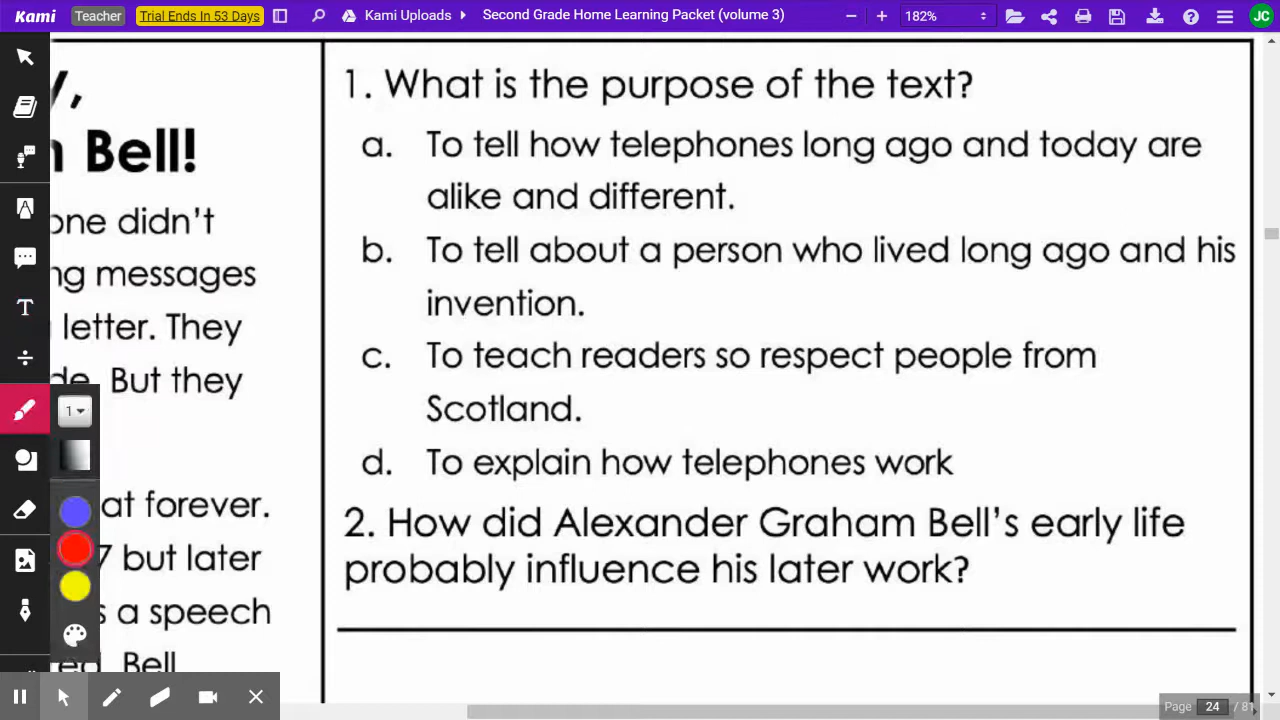 Kami Teacher Trial Ends In 53 Days Kami Uploads Second Grade Home Learning Packet (volume 3) 182% JC
y,
Bell!
one didn't
ng messages
letter. They
de. But they
at forever.
7 but later
s a speech
Bell
1. What is the purpose of the text?
a. To tell how telephones long ago and today are
alike and different.
b. To tell about a person who lived long ago and his
invention.
c. To teach readers so respect people from
Scotland.
d. To explain how telephones work
2. How did Alexander Graham Bell's early life
probably influence his later work?
1
T
Page 24 / 81